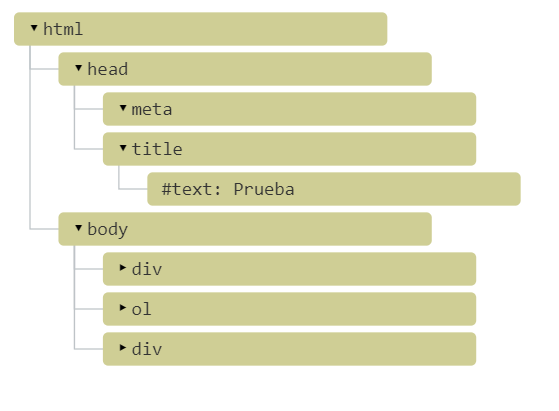 html
head
meta
title
#text: Prueba
body
div
ol
div